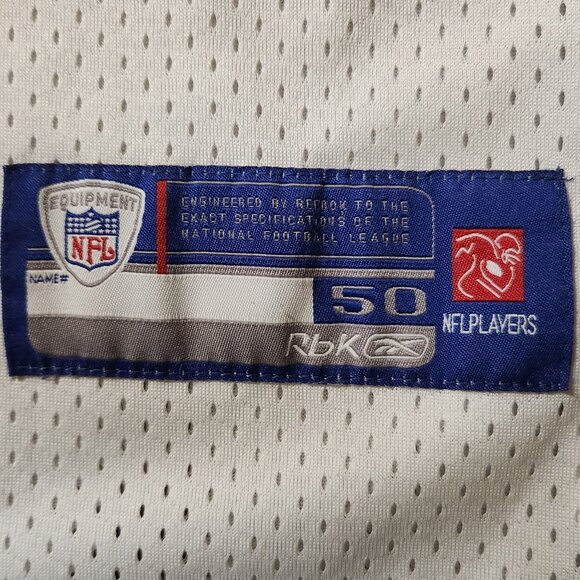 EQUIPMENT
NFL
ENGINEERED BY REEBOK TO THE
EXACT SPECIFICATIONS OF THE
NATIONAL FOOTBALL LEAGUE
NAME#
50
RbK
NFLPLAYERS